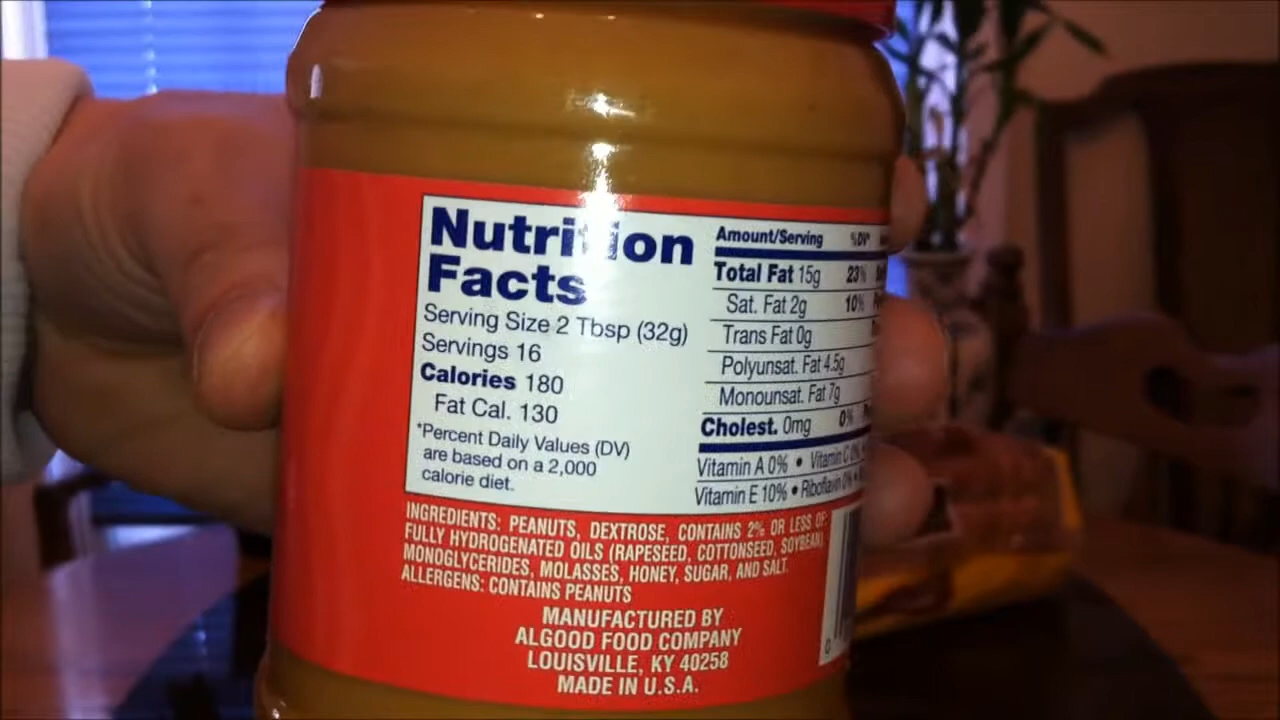 Nutrition
Facts
Serving Size 2 Tbsp (32g)
Servings 16
Calories 180
Fat Cal. 130
*Percent Daily Values (DV)
are based on a 2,000
calorie diet.
Amount/Serving %DV*
Total Fat 15g 23%
Sat. Fat 2g 10%
Trans Fat 0g
Polyunsat. Fat 4.5g
Monounsat. Fat 7g
Cholest. 0mg 0%
Vitamin A 0% • Vitamin C 0%
Vitamin E 10% • Riboflavin 0%
INGREDIENTS: PEANUTS, DEXTROSE, CONTAINS 2% OR LESS OF:
FULLY HYDROGENATED OILS (RAPESEED, COTTONSEED, SOYBEAN)
MONOGLYCERIDES, MOLASSES, HONEY, SUGAR, AND SALT.
ALLERGENS: CONTAINS PEANUTS
MANUFACTURED BY
ALGOOD FOOD COMPANY
LOUISVILLE, KY 40258
MADE IN U.S.A.